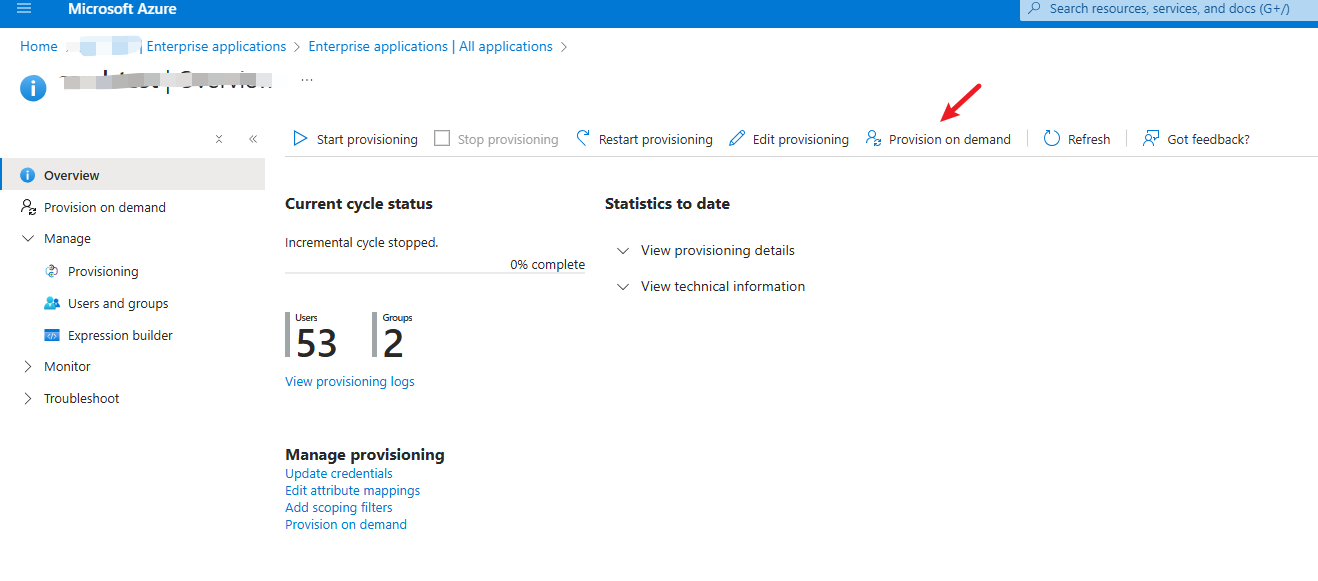 Microsoft Azure
Search resources, services, and docs (G+/)
Home
Enterprise applications > Enterprise applications | All applications >
| Overview ...
Start provisioning Stop provisioning Restart provisioning Edit provisioning Provision on demand Refresh Got feedback?
Overview
Provision on demand
Manage
Provisioning
Users and groups
Expression builder
Monitor
Troubleshoot
Current cycle status
Incremental cycle stopped.
0% complete
Users
53
Groups
2
View provisioning logs
Statistics to date
View provisioning details
View technical information
Manage provisioning
Update credentials
Edit attribute mappings
Add scoping filters
Provision on demand